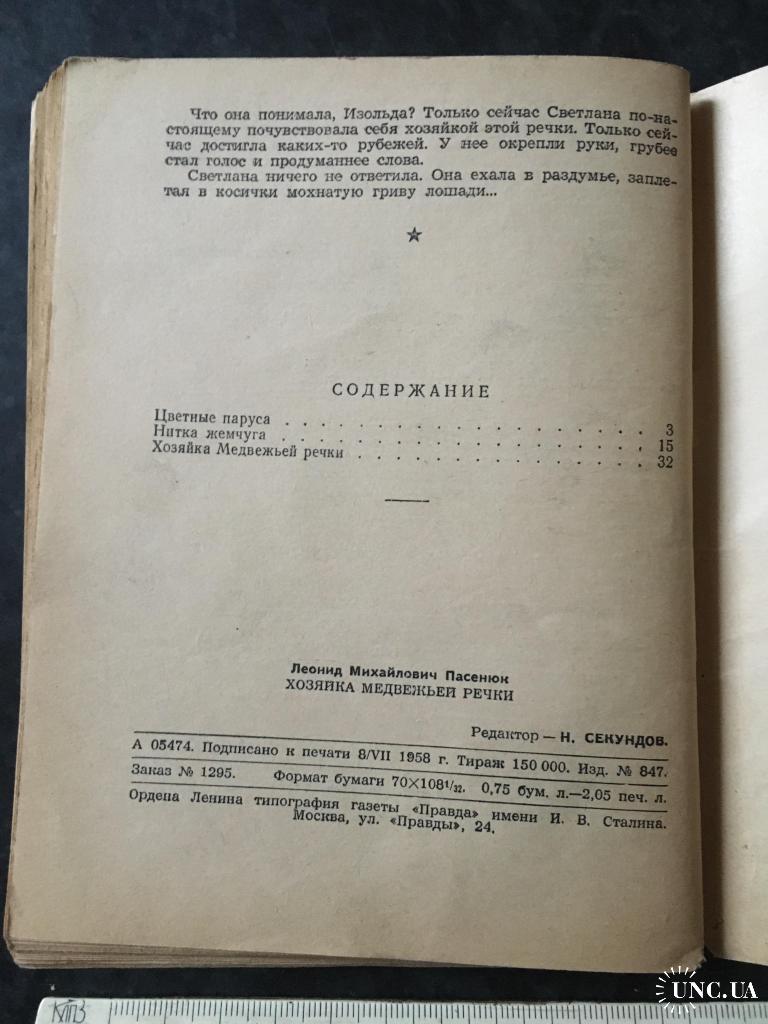 Что она понимала, Изольда? Только сейчас Светлана по-на-
стоящему почувствовала себя хозяйкой этой речки. Только сей-
час достигла каких-то рубежей. У нее окрепли руки, грубее
стал голос и продуманнее слова.
Светлана ничего не ответила. Она ехала в раздумье, запле-
тая в косички мохнатую гриву лошади...
СОДЕРЖАНИЕ
Цветные паруса . . . . . . . . . . . . . . . . . . . 3
Нитка жемчуга . . . . . . . . . . . . . . . . . . . 15
Хозяйка Медвежьей речки . . . . . . . . . . . . . . . 32
Леонид Михайлович Пасенюк
ХОЗЯЙКА МЕДВЕЖЬЕЙ РЕЧКИ
Редактор — Н. СЕКУНДОВ.
А 05474. Подписано к печати 8/VII 1958 г. Тираж 150 000. Изд. № 847.
Заказ № 1295. Формат бумаги 70×108¹/₃₂. 0,75 бум. л.—2,05 печ. л.
Ордена Ленина типография газеты «Правда» имени И. В. Сталина.
Москва, ул. «Правды», 24.
КПЗ
UNC.UA